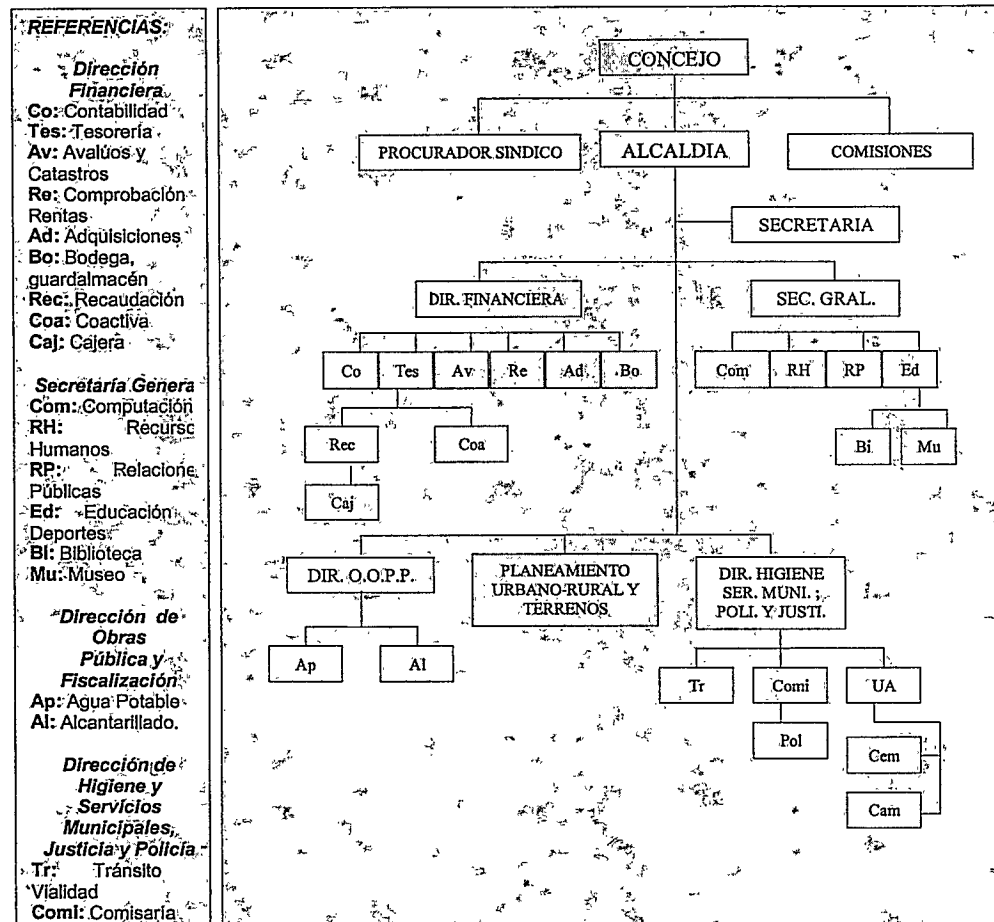 REFERENCIAS:
Dirección
Financiera
Co: Contabilidad
Tes: Tesorería
Av: Avalúos y
Catastros
Re: Comprobación
Rentas
Ad: Adquisiciones
Bo: Bodega,
guardalmacén
Rec: Recaudación
Coa: Coactiva
Caj: Cajera
Secretaría Genera
Com: Computación
RH: Recurso
Humanos
RP: Relacione
Públicas
Ed: Educación
Deportes
BI: Biblioteca
Mu: Museo
Dirección de
Obras
Pública y
Fiscalización
Ap: Agua Potable
Al: Alcantarillado.
Dirección de
Higiene y
Servicios
Municipales,
Justicia y Policía
Tr: Tránsito
Vialidad
Comi: Comisaría
CONCEJO
PROCURADOR SINDICO
ALCALDIA
COMISIONES
SECRETARIA
DIR. FINANCIERA
SEC. GRAL.
Co
Tes
Av
Re
Ad
Bo
Com
RH
RP
Ed
Rec
Coa
Bi
Mu
Caj
DIR. O.O.P.P.
PLANEAMIENTO
URBANO-RURAL Y
TERRENOS
DIR. HIGIENE
SER. MUNI. ;
POLI. Y JUSTI.
Ap
Al
Tr
Comi
UA
Pol
Cem
Cam